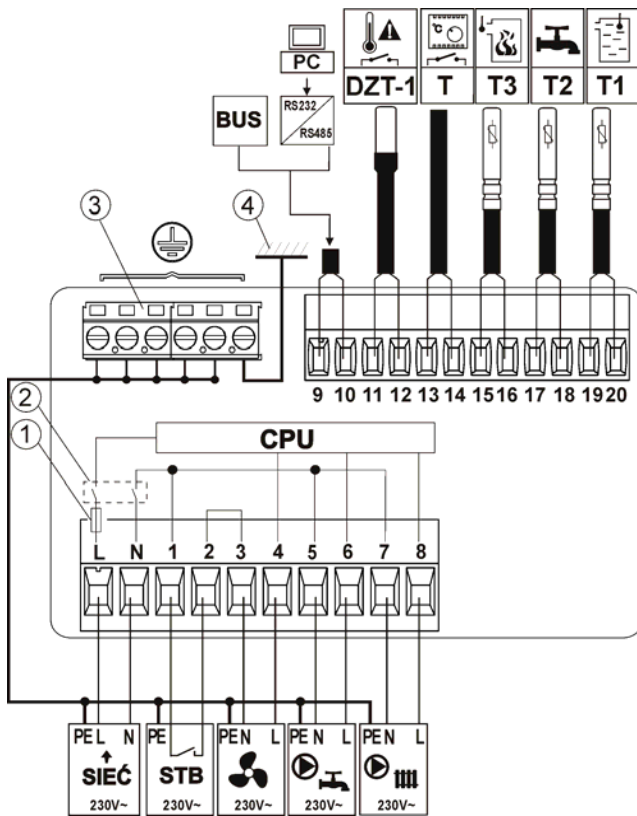 PC
RS232
RS485
BUS
°C
DZT-1 T T3 T2 T1
3
4
9 10 11 12 13 14 15 16 17 18 19 20
2
1
CPU
L N 1 2 3 4 5 6 7 8
PE L N PE PE N L PE N L PE N L
SIEĆ STB
230V~ 230V~ 230V~ 230V~ 230V~